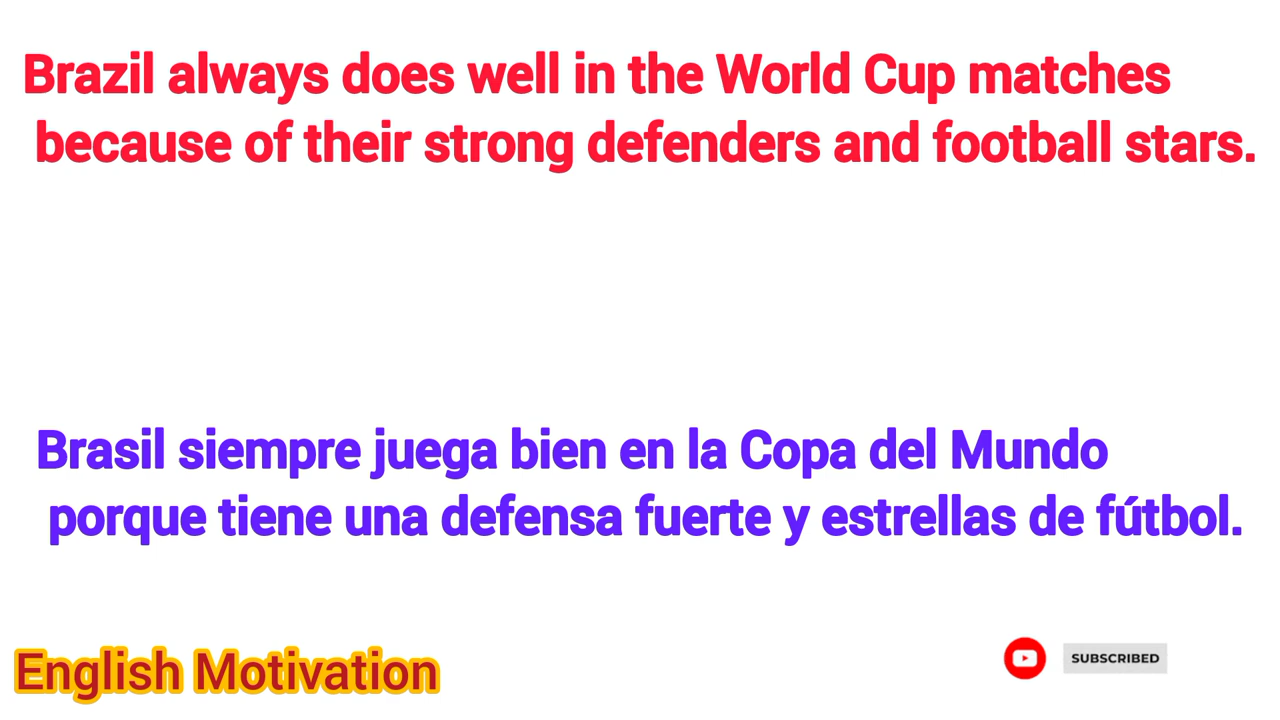 Brazil always does well in the World Cup matches
because of their strong defenders and football stars.
Brasil siempre juega bien en la Copa del Mundo
porque tiene una defensa fuerte y estrellas de fútbol.
English Motivation
SUBSCRIBED